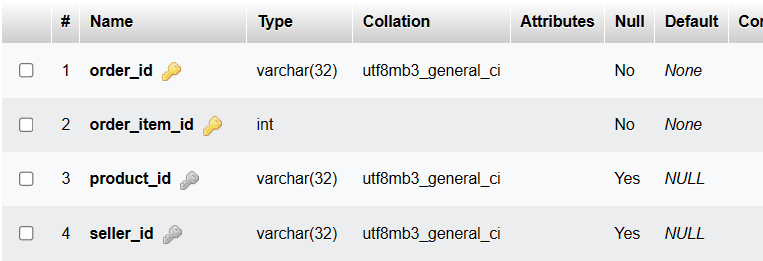 # Name Type Collation Attributes Null Default Con
1 order_id varchar(32) utf8mb3_general_ci No None
2 order_item_id int No None
3 product_id varchar(32) utf8mb3_general_ci Yes NULL
4 seller_id varchar(32) utf8mb3_general_ci Yes NULL